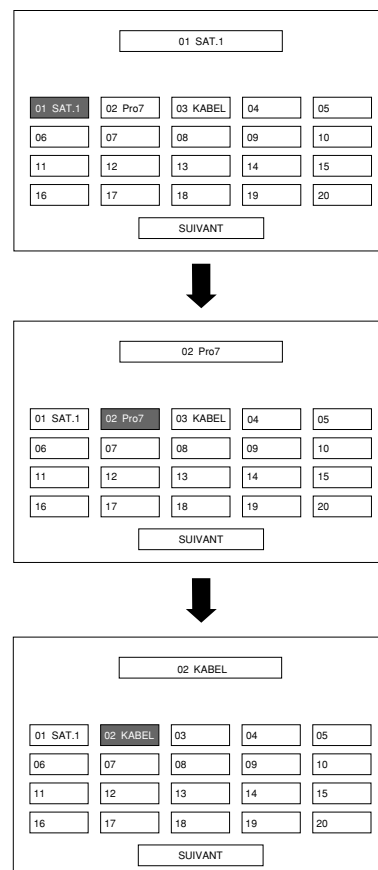 01 SAT.1
01 SAT.1 02 Pro7 03 KABEL 04 05
06 07 08 09 10
11 12 13 14 15
16 17 18 19 20
SUIVANT
02 Pro7
01 SAT.1 02 Pro7 03 KABEL 04 05
06 07 08 09 10
11 12 13 14 15
16 17 18 19 20
SUIVANT
02 KABEL
01 SAT.1 02 KABEL 03 04 05
06 07 08 09 10
11 12 13 14 15
16 17 18 19 20
SUIVANT